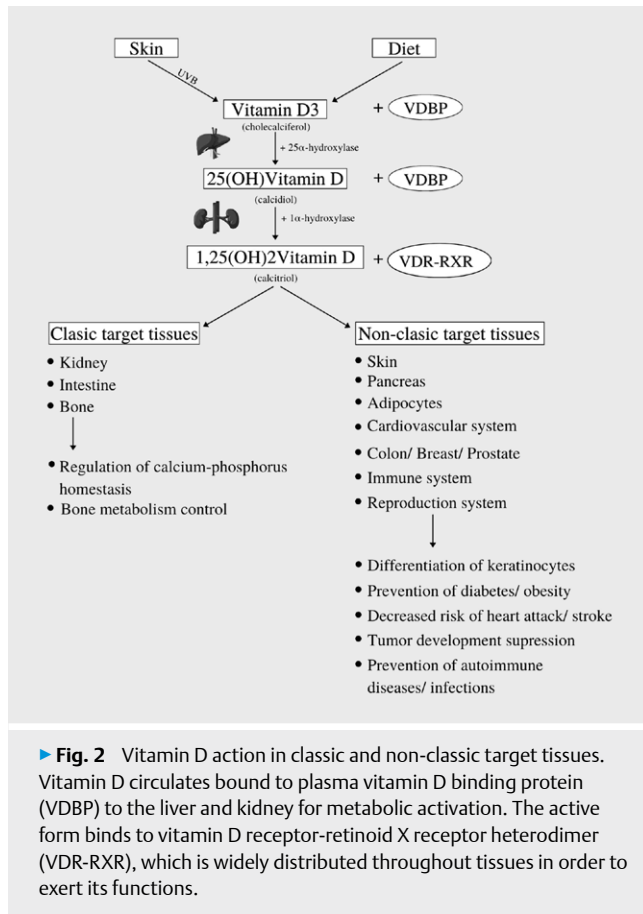 Skin
Diet
UVB
Vitamin D3
+ VDBP
(cholecalciferol)
+ 25α-hydroxylase
25(OH)Vitamin D
+ VDBP
(calcidiol)
+ 1α-hydroxylase
1,25(OH)2Vitamin D
+ VDR-RXR
(calcitriol)
Clasic target tissues
• Kidney
• Intestine
• Bone
• Regulation of calcium-phosphorus
homestasis
• Bone metabolism control
Non-clasic target tissues
• Skin
• Pancreas
• Adipocytes
• Cardiovascular system
• Colon/ Breast/ Prostate
• Immune system
• Reproduction system
• Differentiation of keratinocytes
• Prevention of diabetes/ obesity
• Decreased risk of heart attack/ stroke
• Tumor development supression
• Prevention of autoimmune
diseases/ infections
▶ Fig. 2 Vitamin D action in classic and non-classic target tissues.
Vitamin D circulates bound to plasma vitamin D binding protein
(VDBP) to the liver and kidney for metabolic activation. The active
form binds to vitamin D receptor-retinoid X receptor heterodimer
(VDR-RXR), which is widely distributed throughout tissues in order to
exert its functions.